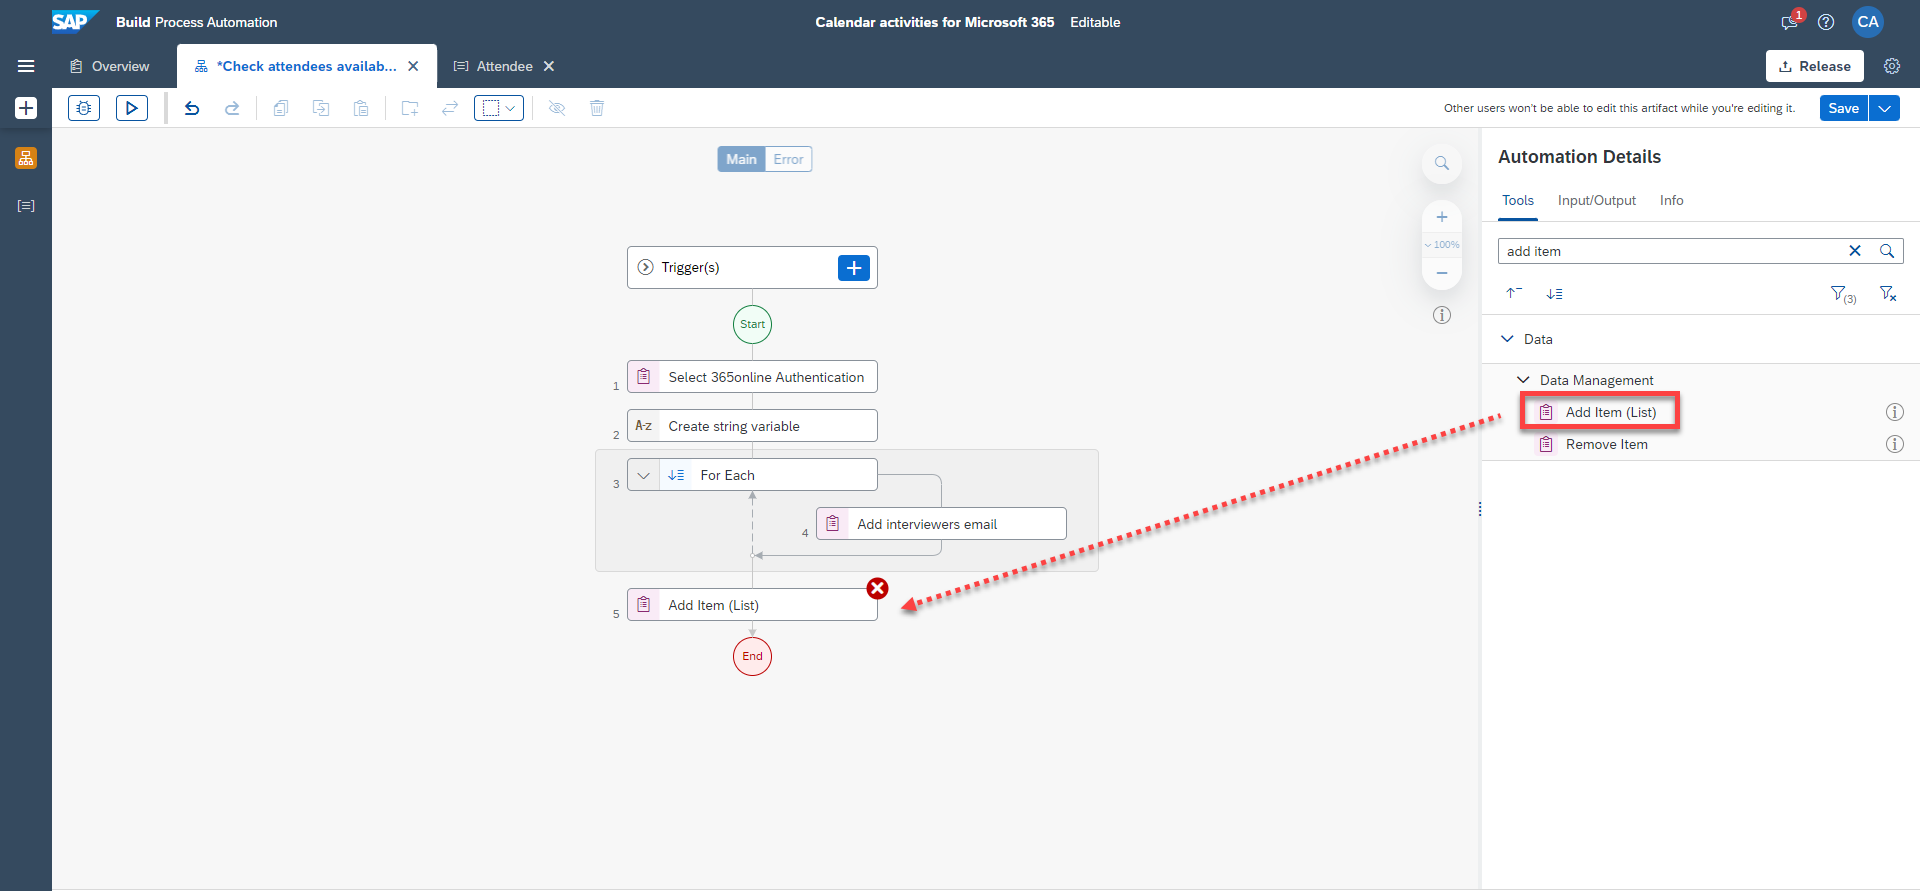 SAP Build Process Automation
Calendar activities for Microsoft 365 Editable
1
CA
Overview
*Check attendees availab...
Attendee
Release
Other users won't be able to edit this artifact while you're editing it.
Save
Main Error
100%
Trigger(s)
Start
1 Select 365online Authentication
2 A-z Create string variable
3 For Each
4 Add interviewers email
5 Add Item (List)
End
Automation Details
Tools Input/Output Info
add item
(3)
Data
Data Management
Add Item (List)
Remove Item